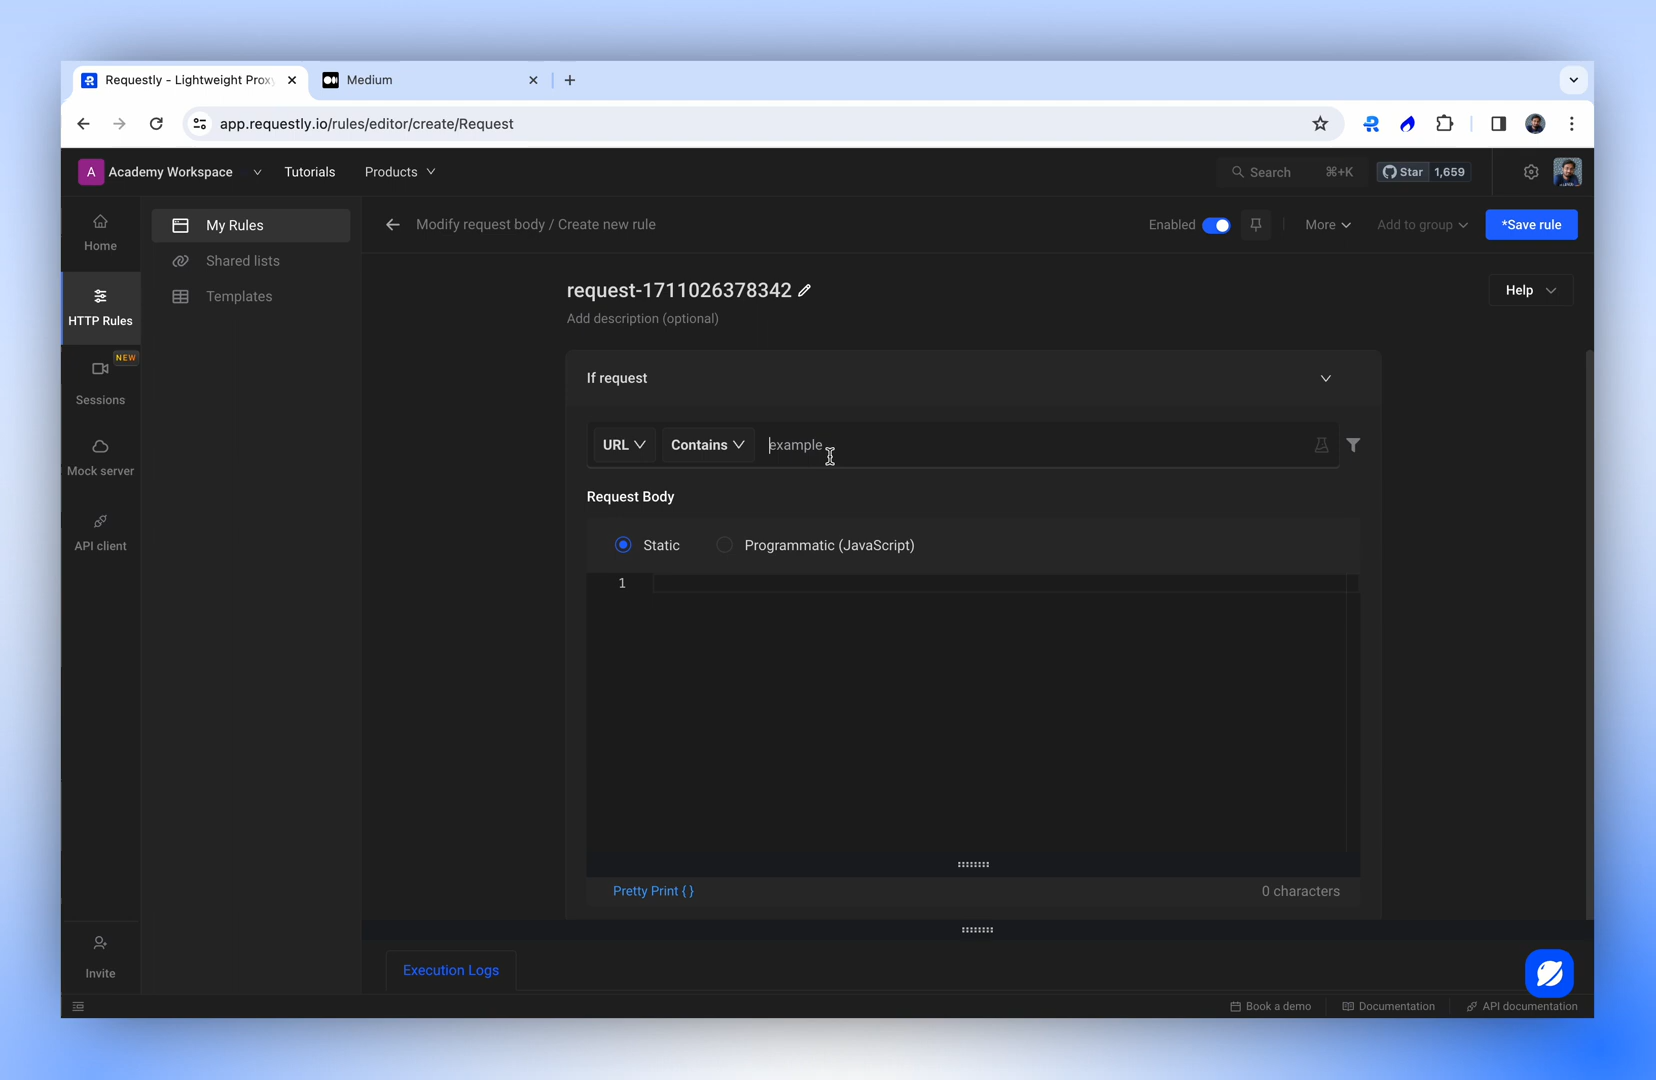 Requestly - Lightweight Prox
Medium
app.requestly.io/rules/editor/create/Request
A Academy Workspace
Tutorials
Products
Search ⌘+K
Star 1,659
Home
HTTP Rules
NEW
Sessions
Mock server
API client
Invite
My Rules
Shared lists
Templates
Modify request body / Create new rule
Enabled
More
Add to group
*Save rule
request-1711026378342
Add description (optional)
Help
If request
URL Contains example
Request Body
Static Programmatic (JavaScript)
1
Pretty Print { }
0 characters
Execution Logs
Book a demo
Documentation
API documentation